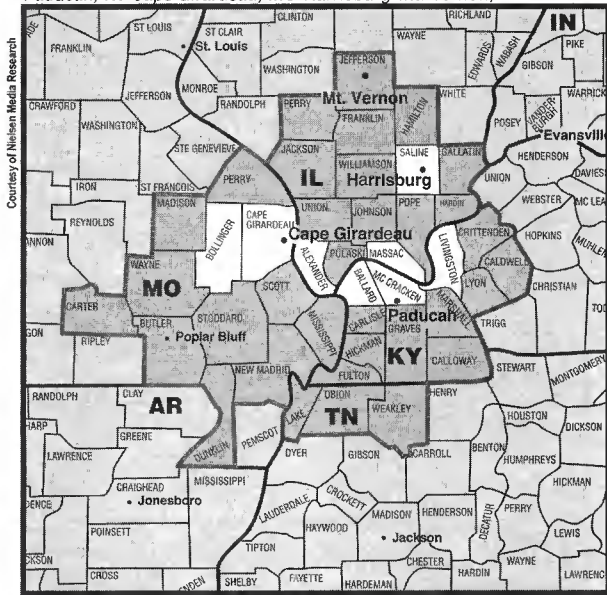 Courtesy of Nielsen Media Research
CLINTON
RICHLAND
IN
ST LOUIS
ST CLAIR
WAYNE
EDWARDS
WABASH
PIKE
FRANKLIN
St. Louis
JEFFERSON
GIBSON
WASHINGTON
JEFFERSON
MONROE
Mt. Vernon
RANDOLPH
PERRY
WHITE
VANDERBURGH
WARRICK
CRAWFORD
WASHINGTON
FRANKLIN
HAMILTON
POSEY
Evansville
STE GENEVIEVE
JACKSON
GALLATIN
HENDERSON
DAVIESS
IL
WILLIAMSON
SALINE
Harrisburg
UNION
IRON
ST FRANCOIS
PERRY
WEBSTER
MADISON
UNION
JOHNSON
POPE
HARDIN
REYNOLDS
BOLLINGER
CAPE GIRARDEAU
Cape Girardeau
CRITTENDEN
HOPKINS
WAYNE
ALEXANDER
PULASKI
MASSAC
LIVINGSTON
CALDWELL
MO
SCOTT
BALLARD
MC CRACKEN
LYON
CHRISTIAN
CARTER
Paducah
MARSHALL
BUTLER
STODDARD
MISSISSIPPI
CARLISLE
GRAVES
TRIGG
RIPLEY
Poplar Bluff
HICKMAN
KY
CALLOWAY
NEW MADRID
FULTON
STEWART
MONTGOMERY
RANDOLPH
CLAY
AR
LAKE
OBION
WEAKLEY
HENRY
HOUSTON
SHARP
GREENE
DUNKLIN
PEMISCOT
TN
DICKSON
LAWRENCE
DYER
GIBSON
CARROLL
BENTON
HUMPHREYS
CRAIGHEAD
MISSISSIPPI
Jonesboro
HICKMAN
CROCKETT
LAUDERDALE
MADISON
HENDERSON
DECATUR
PERRY
POINSETT
HAYWOOD
LEWIS
TIPTON
Jackson
CHESTER
WAYNE
CROSS
SHELBY
FAYETTE
HARDEMAN
HARDIN
LAWRENCE